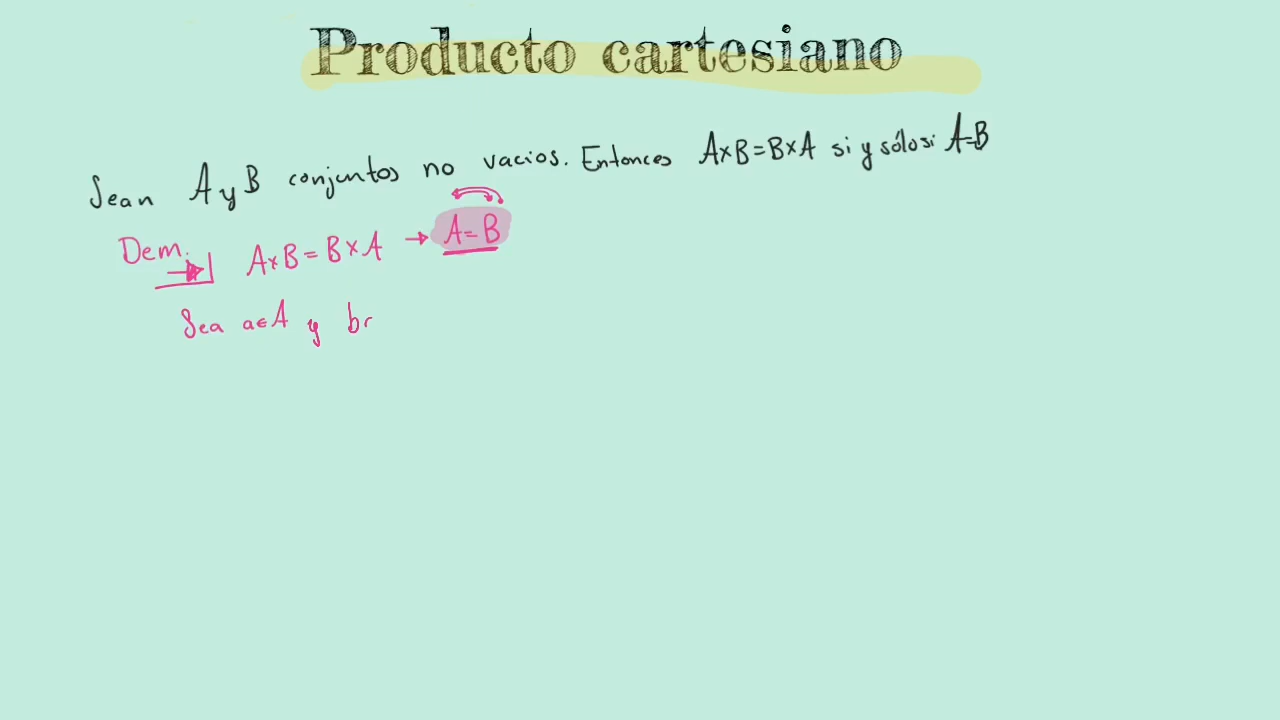 Producto cartesiano
Sean A y B conjuntos no vacios. Entonces A×B=B×A si y sólo si A=B
Dem. A×B=B×A → A=B
Sea a∈A y b